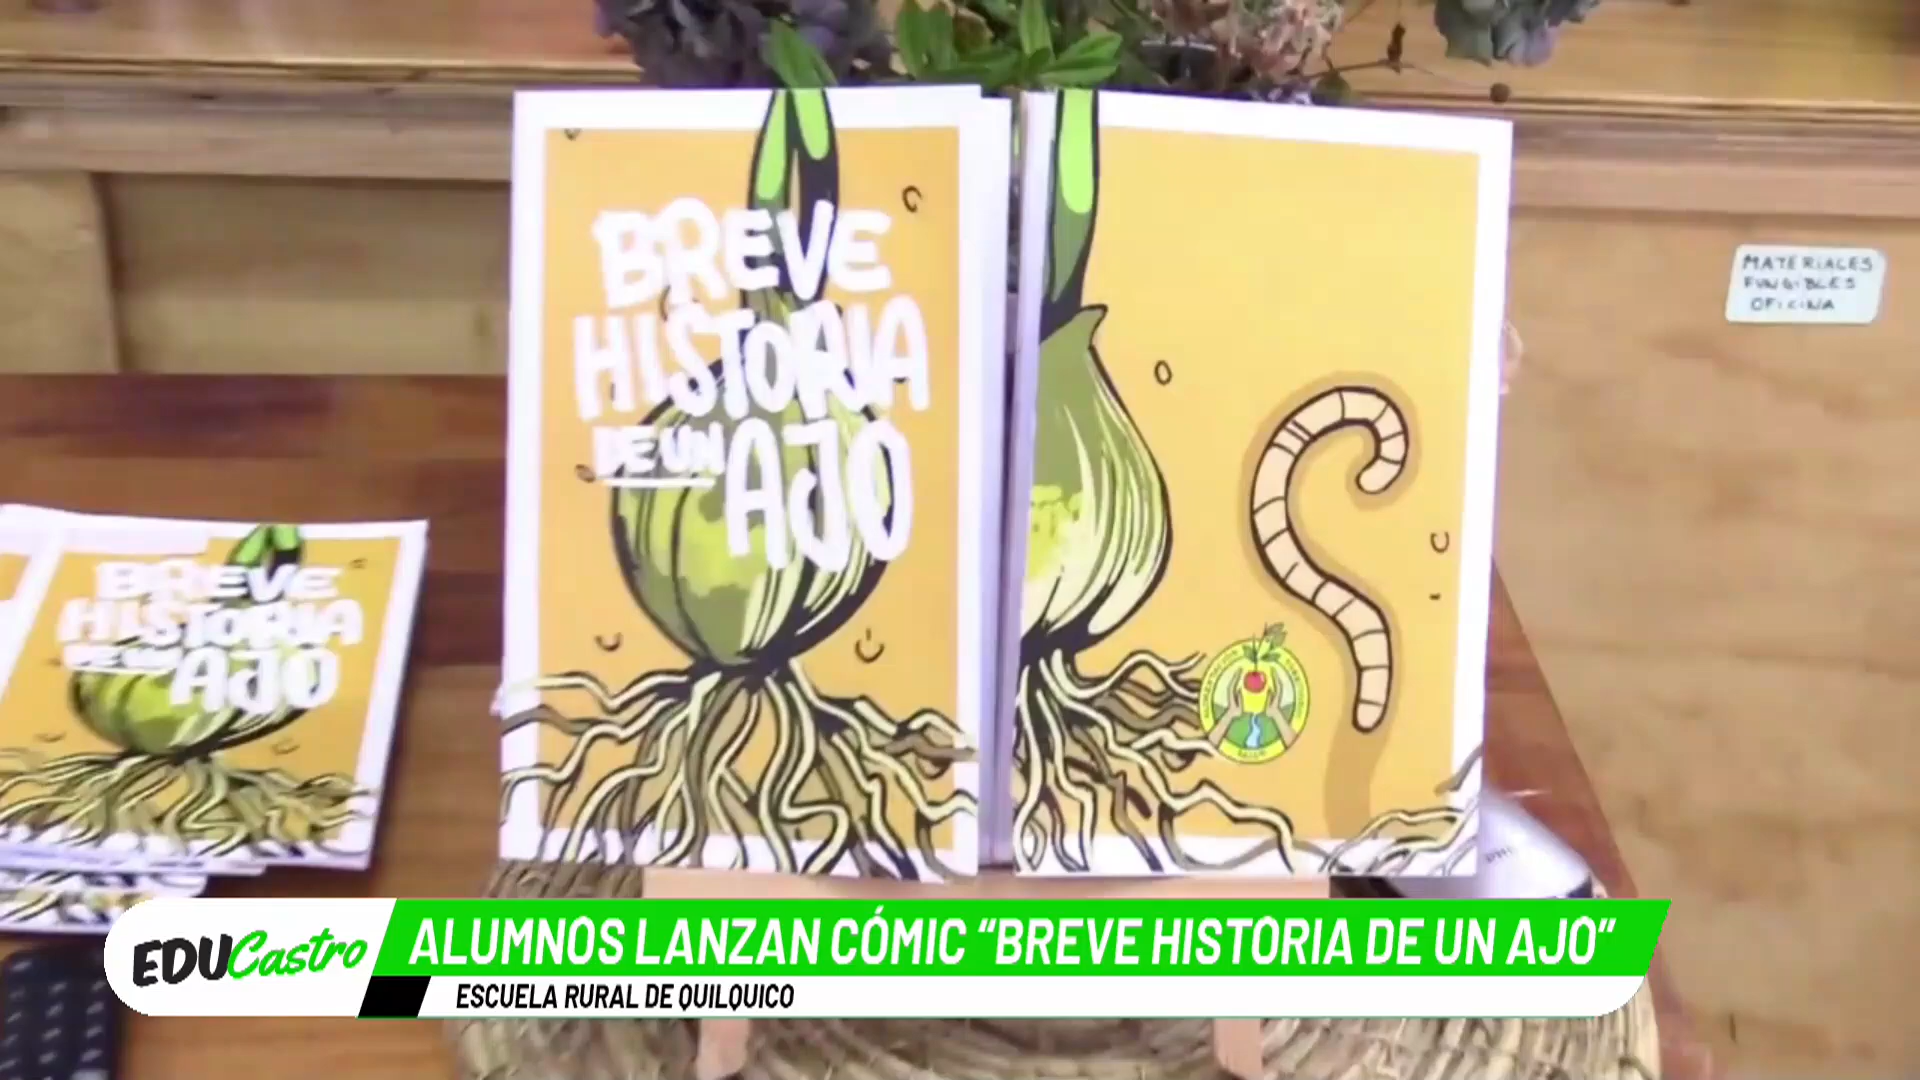 BREVE
HISTORIA
DE UN AJO
MATERIALES
FUNGIBLES
OFICINA
BREVE
HISTORIA
DE UN AJO
EDUCastro
ALUMNOS LANZAN CÓMIC “BREVE HISTORIA DE UN AJO”
ESCUELA RURAL DE QUILQUICO